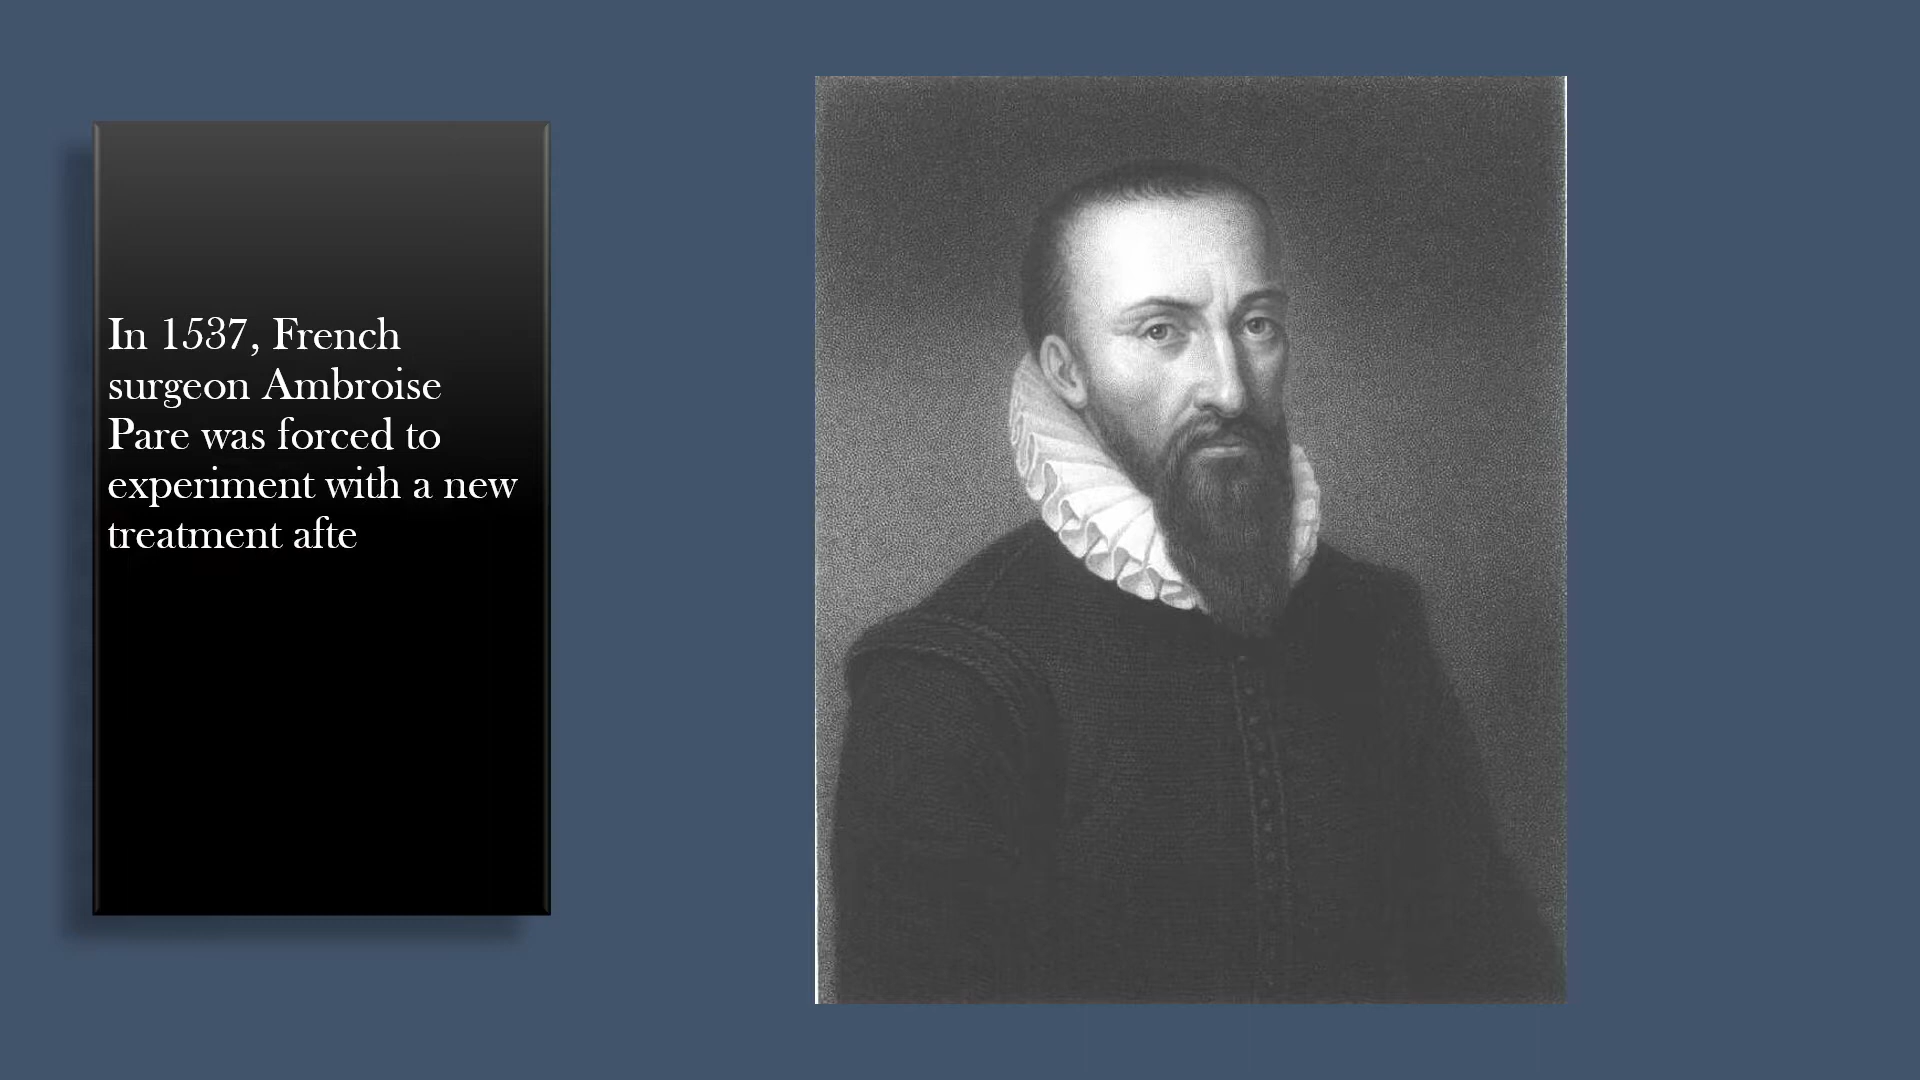 In 1537, French
surgeon Ambroise
Pare was forced to
experiment with a new
treatment afte